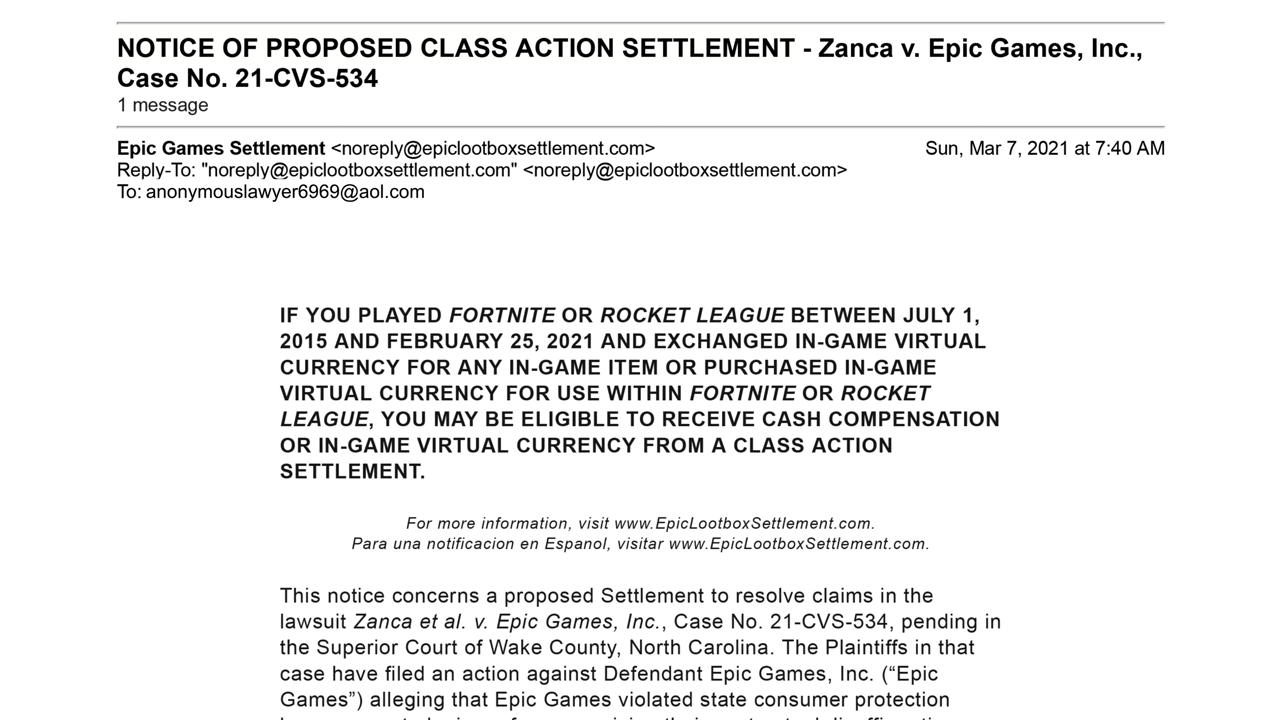 NOTICE OF PROPOSED CLASS ACTION SETTLEMENT - Zanca v. Epic Games, Inc.,
Case No. 21-CVS-534
1 message
Epic Games Settlement <noreply@epiclootboxsettlement.com> Sun, Mar 7, 2021 at 7:40 AM
Reply-To: "noreply@epiclootboxsettlement.com" <noreply@epiclootboxsettlement.com>
To: anonymouslawyer6969@aol.com
IF YOU PLAYED FORTNITE OR ROCKET LEAGUE BETWEEN JULY 1,
2015 AND FEBRUARY 25, 2021 AND EXCHANGED IN-GAME VIRTUAL
CURRENCY FOR ANY IN-GAME ITEM OR PURCHASED IN-GAME
VIRTUAL CURRENCY FOR USE WITHIN FORTNITE OR ROCKET
LEAGUE, YOU MAY BE ELIGIBLE TO RECEIVE CASH COMPENSATION
OR IN-GAME VIRTUAL CURRENCY FROM A CLASS ACTION
SETTLEMENT.
For more information, visit www.EpicLootboxSettlement.com.
Para una notificacion en Espanol, visitar www.EpicLootboxSettlement.com.
This notice concerns a proposed Settlement to resolve claims in the
lawsuit Zanca et al. v. Epic Games, Inc., Case No. 21-CVS-534, pending in
the Superior Court of Wake County, North Carolina. The Plaintiffs in that
case have filed an action against Defendant Epic Games, Inc. (“Epic
Games”) alleging that Epic Games violated state consumer protection